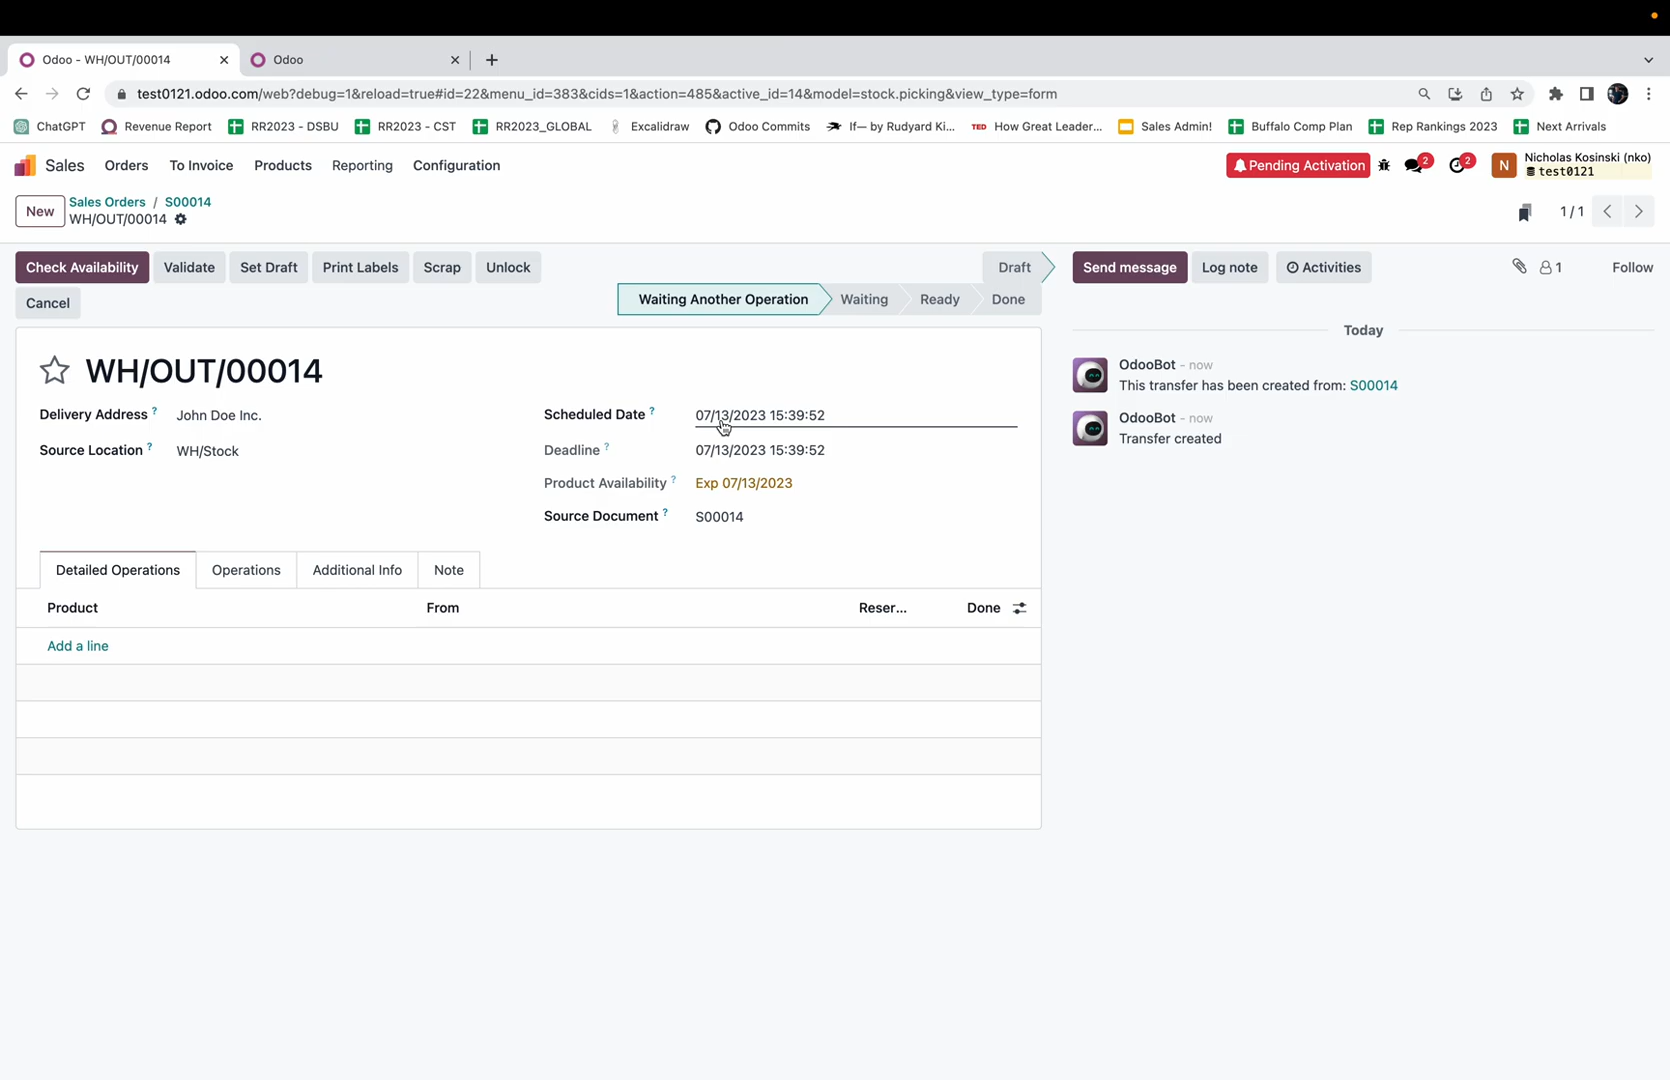 Odoo - WH/OUT/00014
Odoo
test0121.odoo.com/web?debug=1&reload=true#id=22&menu_id=383&cids=1&action=485&active_id=14&model=stock.picking&view_type=form
ChatGPT Revenue Report RR2023 - DSBU RR2023 - CST RR2023_GLOBAL Excalidraw Odoo Commits If— by Rudyard Ki... TED How Great Leader... Sales Admin! Buffalo Comp Plan Rep Rankings 2023 Next Arrivals
Sales Orders To Invoice Products Reporting Configuration
Pending Activation 2 2 N Nicholas Kosinski (nko)
test0121
New
Sales Orders / S00014
WH/OUT/00014
1 / 1
Check Availability Validate Set Draft Print Labels Scrap Unlock
Cancel
Draft
Waiting Another Operation Waiting Ready Done
Send message Log note Activities 1 Follow
WH/OUT/00014
Delivery Address ? John Doe Inc.
Source Location ? WH/Stock
Scheduled Date ? 07/13/2023 15:39:52
Deadline ? 07/13/2023 15:39:52
Product Availability ? Exp 07/13/2023
Source Document ? S00014
Detailed Operations Operations Additional Info Note
Product From Reser... Done
Add a line
Today
OdooBot - now
This transfer has been created from: S00014
OdooBot - now
Transfer created